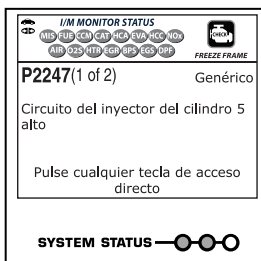 I/M MONITOR STATUS
MIS FUE CCM CAT HCA EVA HCC NOx
AIR O2S HTR EGR BPS EGS DPF
CHECK
FREEZE FRAME
P2247(1 of 2) Genérico
Circuito del inyector del cilindro 5
alto
Pulse cualquier tecla de acceso
directo
SYSTEM STATUS